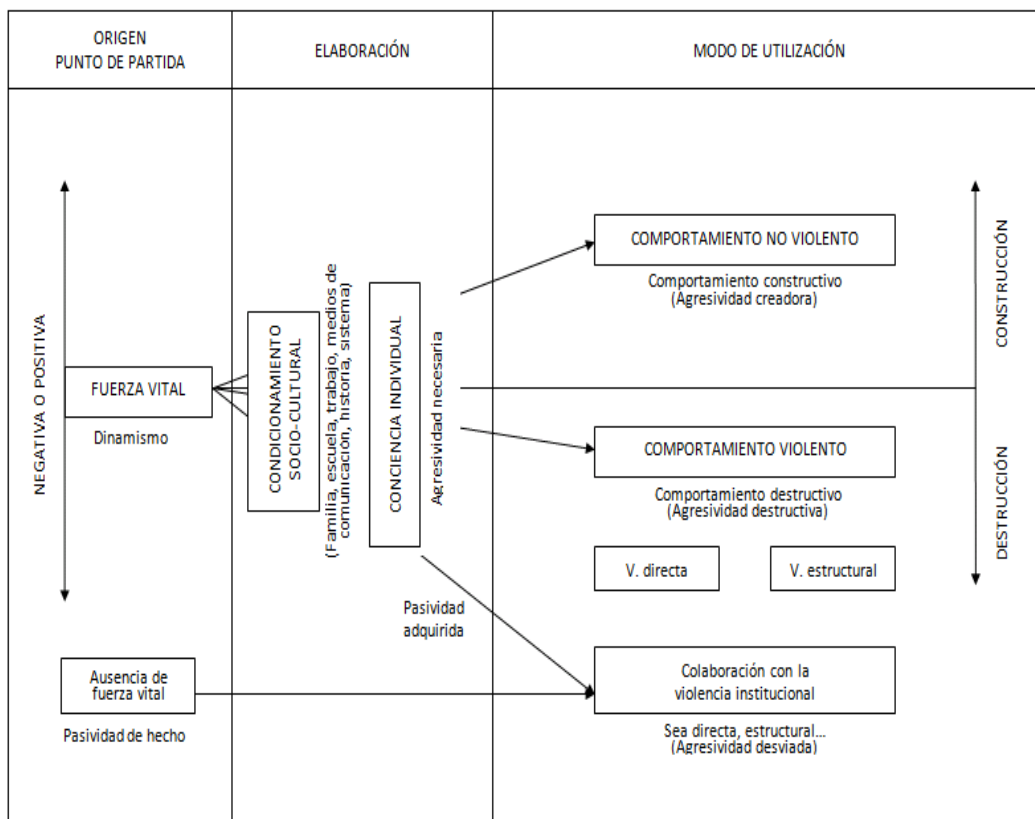 ORIGEN
PUNTO DE PARTIDA
ELABORACIÓN
MODO DE UTILIZACIÓN
NEGATIVA O POSITIVA
FUERZA VITAL
Dinamismo
Ausencia de
fuerza vital
Pasividad de hecho
CONDICIONAMIENTO
SOCIO-CULTURAL
(Familia, escuela, trabajo, medios de
comunicación, historia, sistema)
CONCIENCIA INDIVIDUAL
Agresividad necesaria
Pasividad
adquirida
COMPORTAMIENTO NO VIOLENTO
Comportamiento constructivo
(Agresividad creadora)
COMPORTAMIENTO VIOLENTO
Comportamiento destructivo
(Agresividad destructiva)
V. directa
V. estructural
Colaboración con la
violencia institucional
Sea directa, estructural...
(Agresividad desviada)
CONSTRUCCIÓN
DESTRUCCIÓN